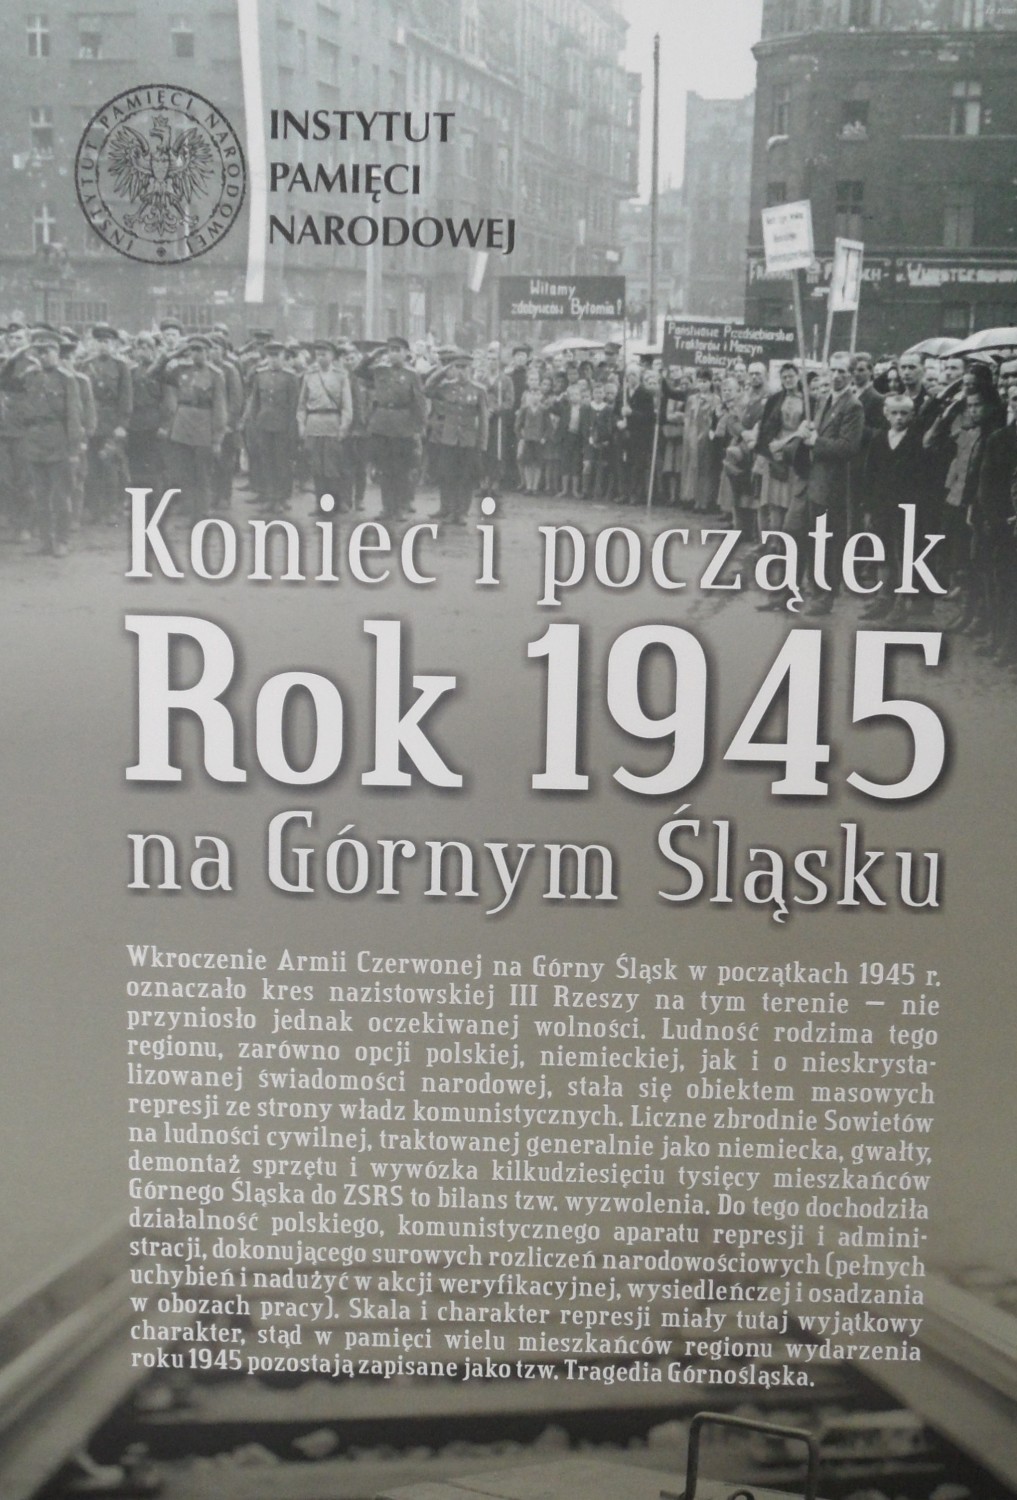 INSTYTUT PAMIĘCI NARODOWEJ
INSTYTUT
PAMIĘCI
NARODOWEJ
Witamy
zdobywców Bytomia!
Państwowe Przedsiębiorstwo
Traktorów i Maszyn
Rolniczych
Koniec i początek
Rok 1945
na Górnym Śląsku
Wkroczenie Armii Czerwonej na Górny Śląsk w początkach 1945 r.
oznaczało kres nazistowskiej III Rzeszy na tym terenie – nie
przyniosło jednak oczekiwanej wolności. Ludność rodzima tego
regionu, zarówno opcji polskiej, niemieckiej, jak i o nieskrysta-
lizowanej świadomości narodowej, stała się obiektem masowych
represji ze strony władz komunistycznych. Liczne zbrodnie Sowietów
na ludności cywilnej, traktowanej generalnie jako niemiecka, gwałty,
demontaż sprzętu i wywózka kilkudziesięciu tysięcy mieszkańców
Górnego Śląska do ZSRS to bilans tzw. wyzwolenia. Do tego dochodziła
działalność polskiego, komunistycznego aparatu represji i admini-
stracji, dokonującego surowych rozliczeń narodowościowych (pełnych
uchybień i nadużyć w akcji weryfikacyjnej, wysiedleńczej i osadzania
w obozach pracy). Skala i charakter represji miały tutaj wyjątkowy
charakter, stąd w pamięci wielu mieszkańców regionu wydarzenia
roku 1945 pozostają zapisane jako tzw. Tragedia Górnośląska.